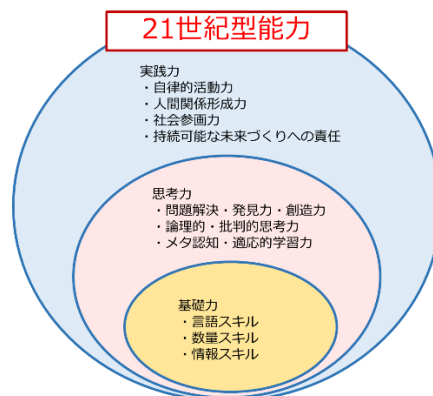 21世紀型能力
実践力
・自律的活動力
・人間関係形成力
・社会参画力
・持続可能な未来づくりへの責任
思考力
・問題解決・発見力・創造力
・論理的・批判的思考力
・メタ認知・適応的学習力
基礎力
・言語スキル
・数量スキル
・情報スキル